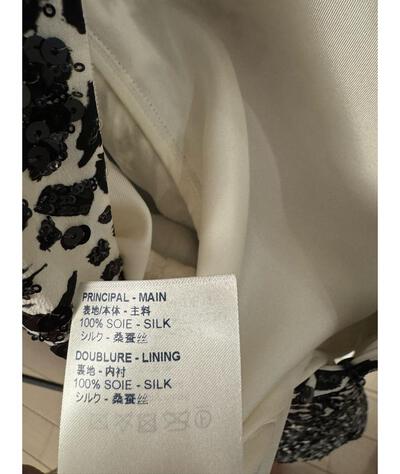 PRINCIPAL - MAIN
表地/本体 - 主料
100% SOIE - SILK
シルク - 桑蚕丝
DOUBLURE - LINING
裏地 - 内衬
100% SOIE - SILK
シルク - 桑蚕丝